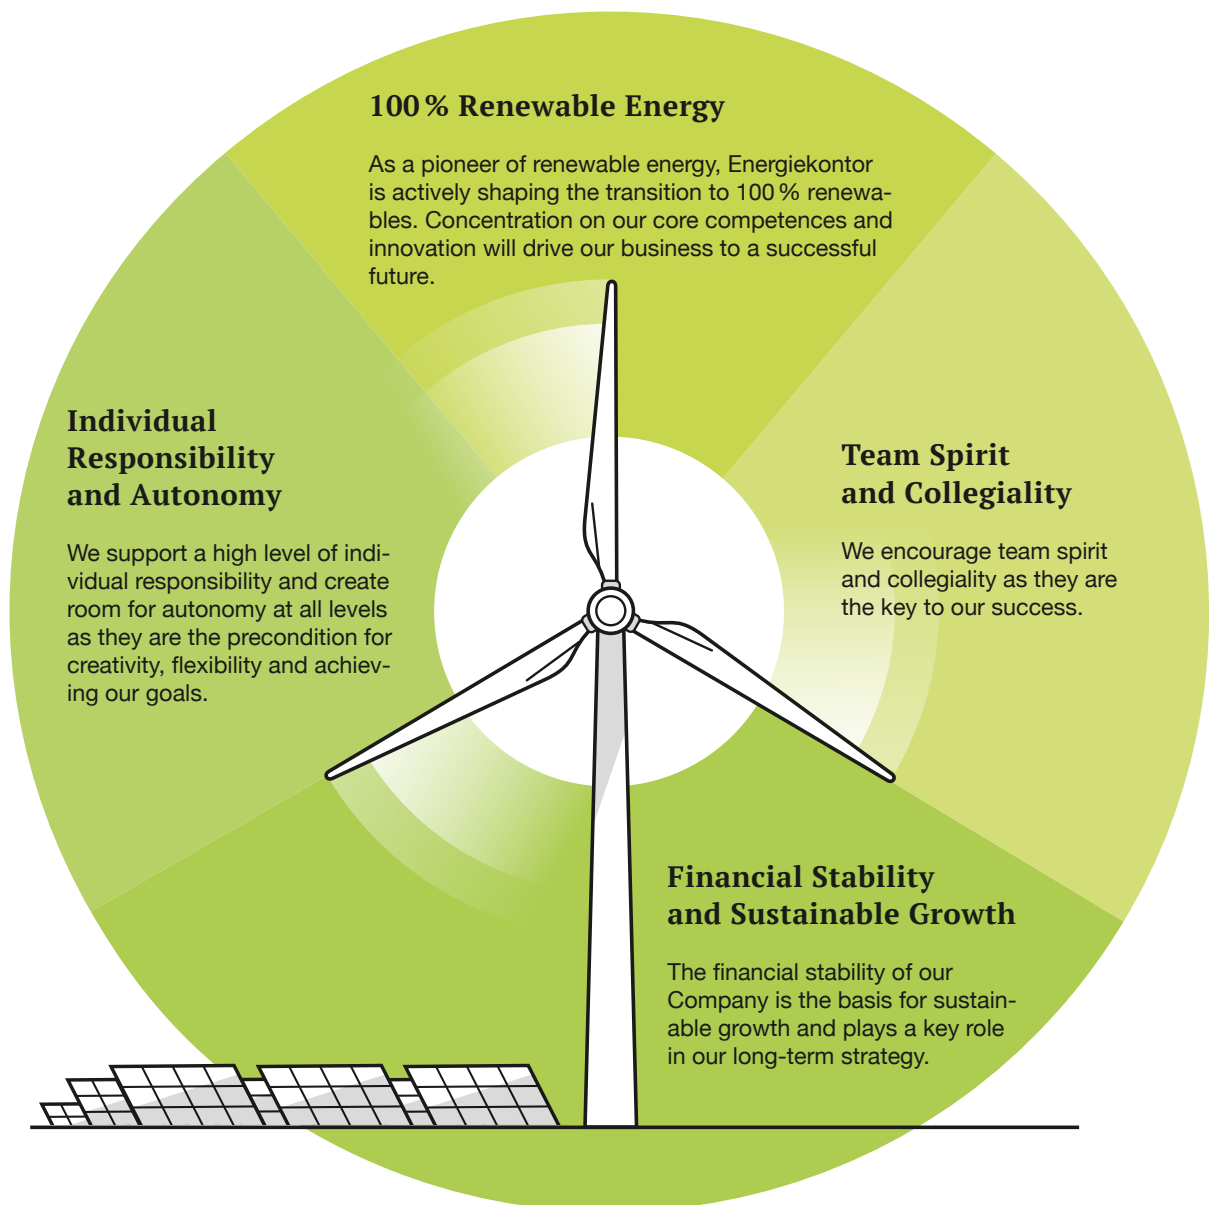 100 % Renewable Energy
As a pioneer of renewable energy, Energiekontor
is actively shaping the transition to 100 % renewa-
bles. Concentration on our core competences and
innovation will drive our business to a successful
future.
Individual
Responsibility
and Autonomy
We support a high level of indi-
vidual responsibility and create
room for autonomy at all levels
as they are the precondition for
creativity, flexibility and achiev-
ing our goals.
Team Spirit
and Collegiality
We encourage team spirit
and collegiality as they are
the key to our success.
Financial Stability
and Sustainable Growth
The financial stability of our
Company is the basis for sustain-
able growth and plays a key role
in our long-term strategy.